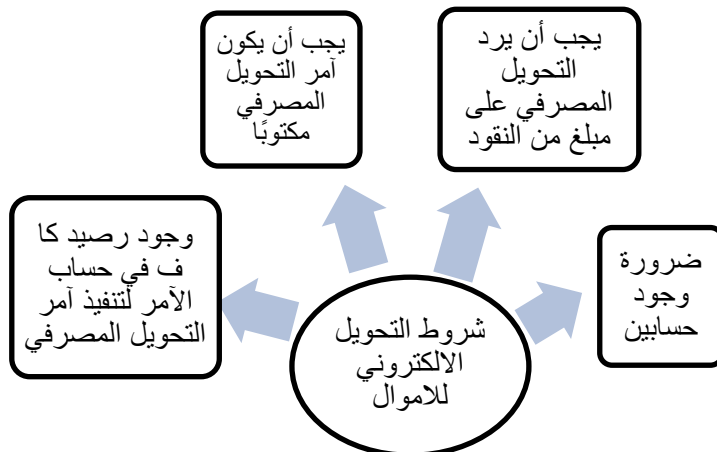 يجب أن يرد
التحويل
المصرفي على
مبلغ من النقود
يجب أن يكون
آمر التحويل
المصرفي
مكتوبًا
ضرورة
وجود
حسابين
وجود رصيد كا
ف في حساب
الآمر لتنفيذ آمر
التحويل المصرفي
شروط التحويل
الالكتروني
للاموال